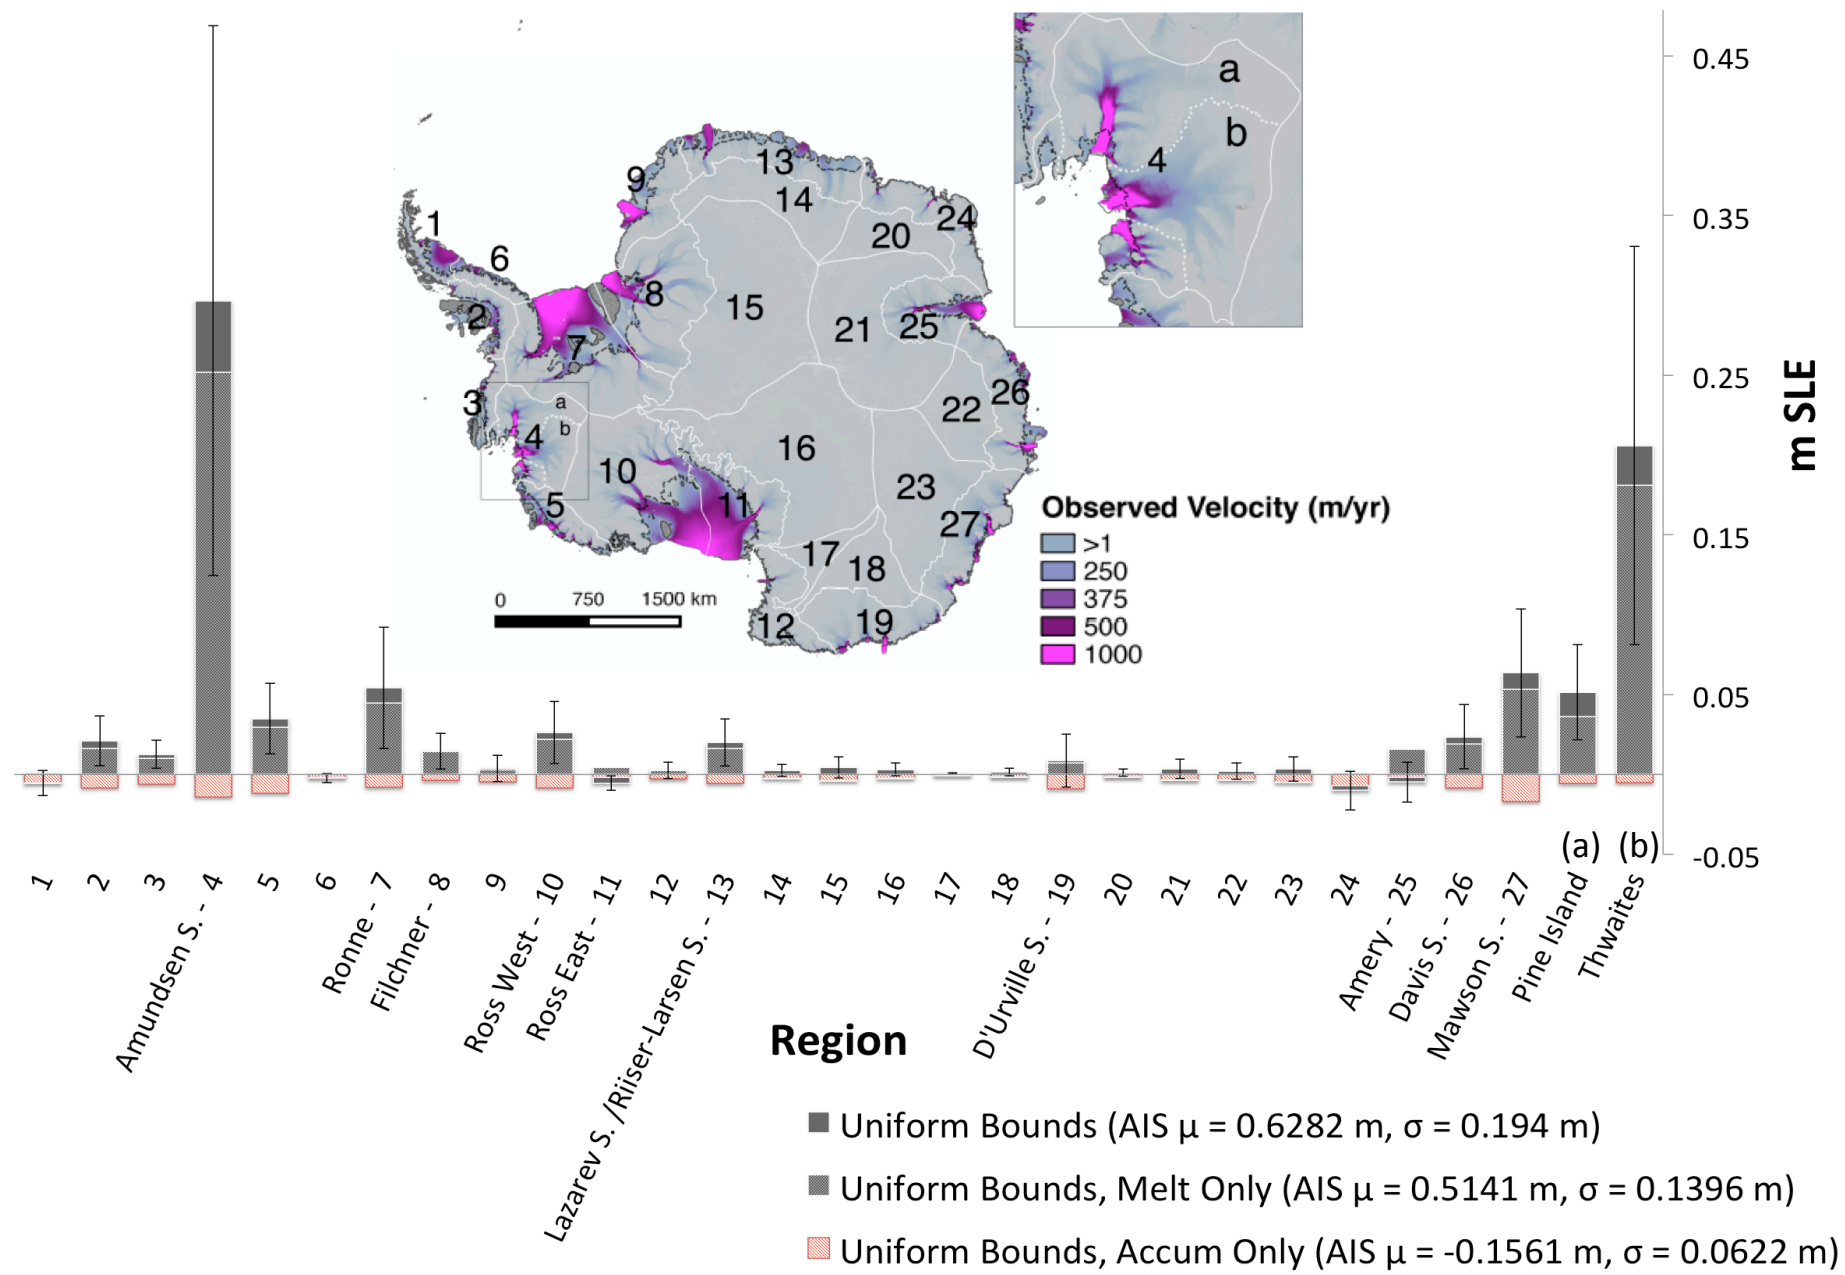 a
b
4
0.45
0.35
0.25
0.15
0.05
-0.05
m SLE
1
2
3
4
5
6
7
8
9
10
11
12
13
14
15
16
17
18
19
20
21
22
23
24
25
26
27
a
b
0 750 1500 km
Observed Velocity (m/yr)
>1
250
375
500
1000
(a) (b)
1
2
3
Amundsen S. - 4
5
6
Ronne - 7
Filchner - 8
9
Ross West - 10
Ross East - 11
12
Lazarev S. /Riiser-Larsen S. - 13
14
15
16
17
18
D'Urville S. - 19
20
21
22
23
24
Amery - 25
Davis S. - 26
Mawson S. - 27
Pine Island
Thwaites
Region
Uniform Bounds (AIS μ = 0.6282 m, σ = 0.194 m)
Uniform Bounds, Melt Only (AIS μ = 0.5141 m, σ = 0.1396 m)
Uniform Bounds, Accum Only (AIS μ = -0.1561 m, σ = 0.0622 m)